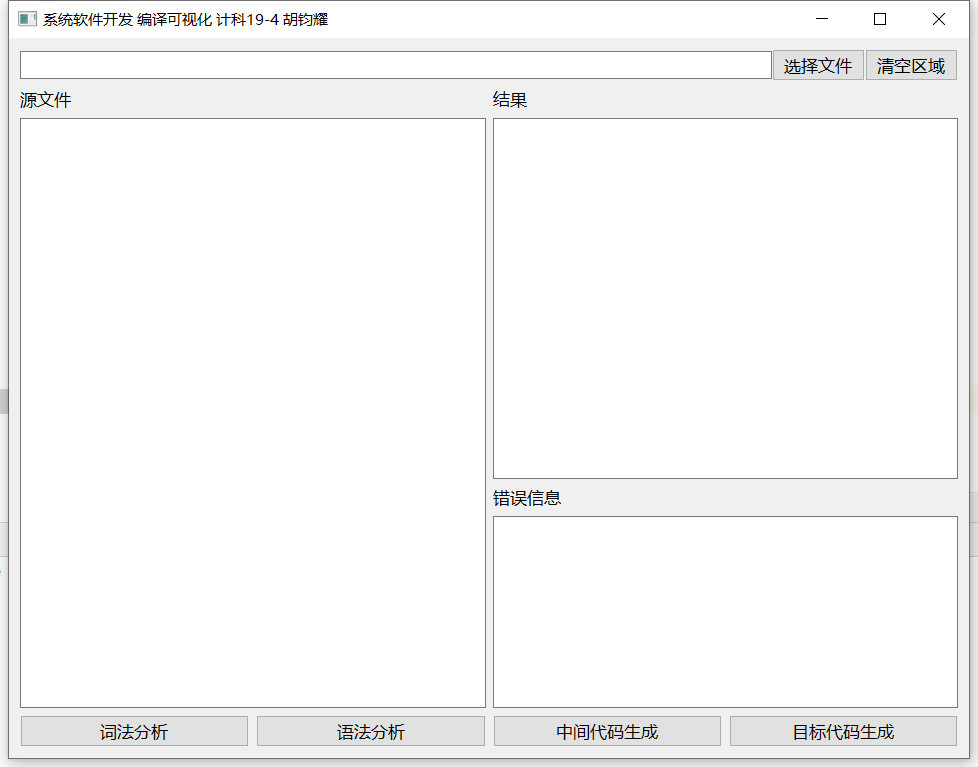 系统软件开发 编译可视化 计科19-4 胡钧耀
选择文件 清空区域
源文件 结果
错误信息
词法分析 语法分析 中间代码生成 目标代码生成